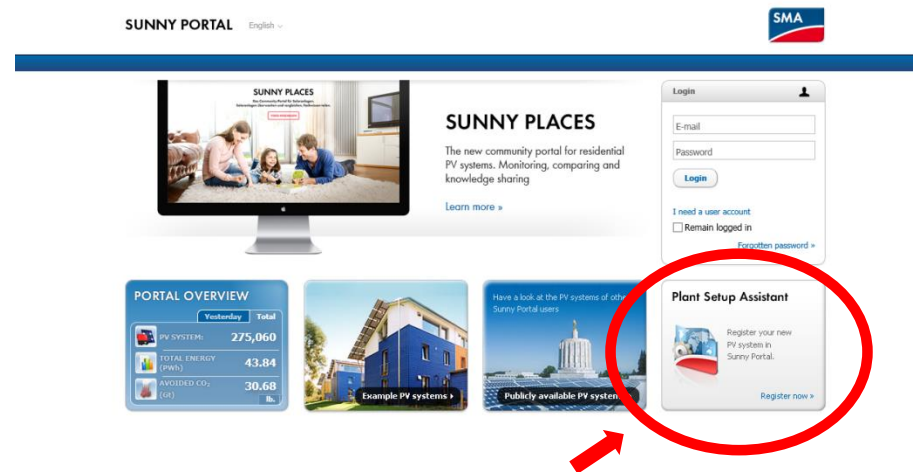 SUNNY PORTAL English
SMA
SUNNY PLACES
SUNNY PLACES
The new community portal for residential
PV systems. Monitoring, comparing and
knowledge sharing
Learn more »
Login
E-mail
Password
Login
I need a user account
Remain logged in
Forgotten password »
PORTAL OVERVIEW
Yesterday Total
PV SYSTEM: 275,060
TOTAL ENERGY
(PWh) 43.84
AVOIDED CO₂
(Gt) 30.68
lb.
Example PV systems
Have a look at the PV systems of other
Sunny Portal users
Publicly available PV systems
Plant Setup Assistant
Register your new
PV system in
Sunny Portal.
Register now »